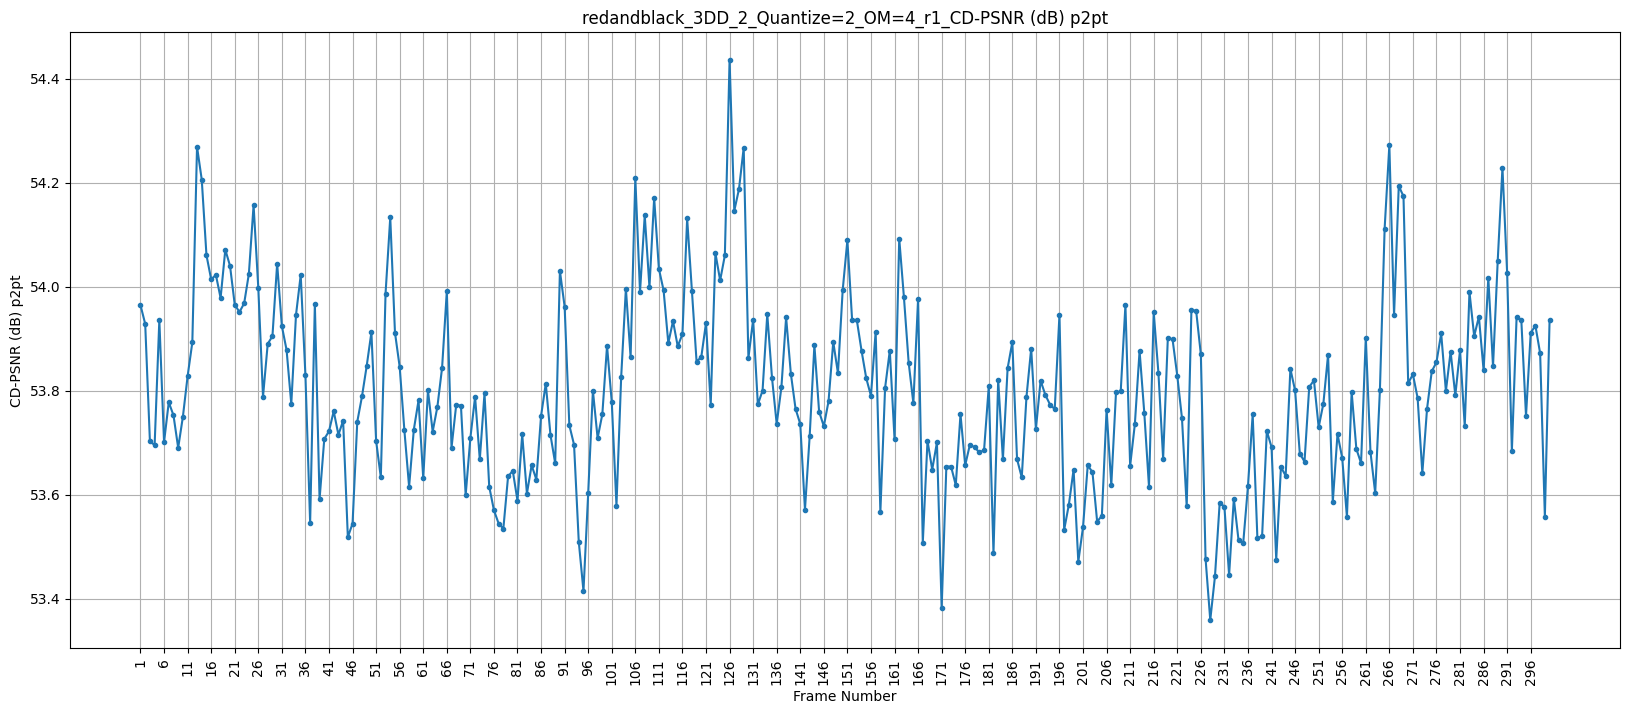 redandblack_3DD_2_Quantize=2_OM=4_r1_CD-PSNR (dB) p2pt
CD-PSNR (dB) p2pt
54.4
54.2
54.0
53.8
53.6
53.4
1 6 11 16 21 26 31 36 41 46 51 56 61 66 71 76 81 86 91 96 101 106 111 116 121 126 131 136 141 146 151 156 161 166 171 176 181 186 191 196 201 206 211 216 221 226 231 236 241 246 251 256 261 266 271 276 281 286 291 296
Frame Number